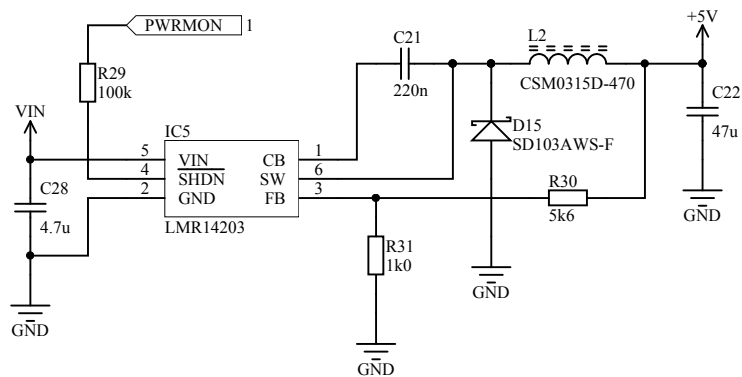 PWRMON 1
+5V
C21
L2
R29
100k
220n
CSM0315D-470
C22
47u
VIN
IC5
D15
SD103AWS-F
5 VIN CB 1
4 SHDN SW 6
2 GND FB 3
C28
4.7u
LMR14203
R30
5k6
GND
R31
1k0
GND
GND
GND